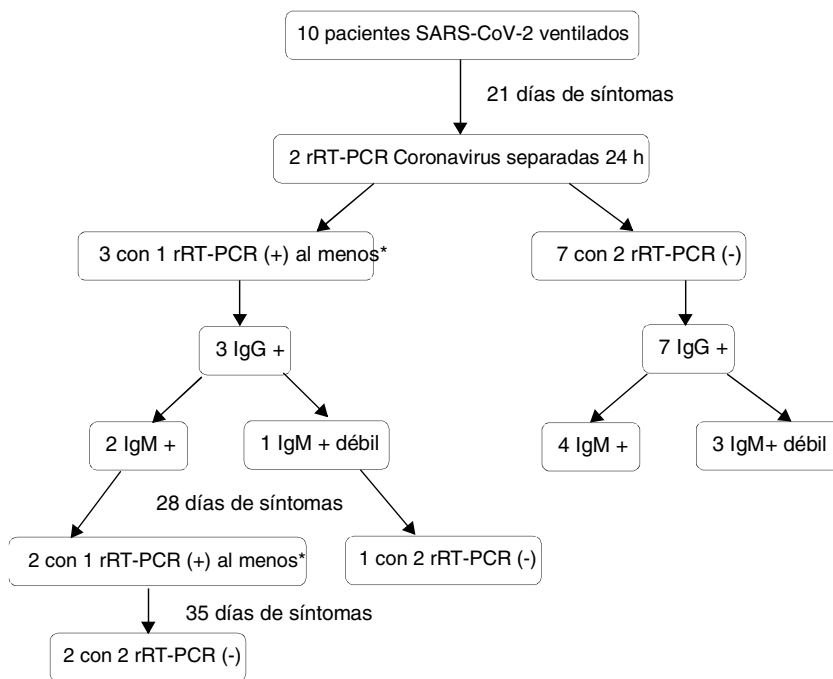 10 pacientes SARS-CoV-2 ventilados
21 días de síntomas
2 rRT-PCR Coronavirus separadas 24 h
3 con 1 rRT-PCR (+) al menos*
7 con 2 rRT-PCR (-)
3 IgG +
7 IgG +
2 IgM +
1 IgM + débil
4 IgM +
3 IgM+ débil
28 días de síntomas
2 con 1 rRT-PCR (+) al menos*
1 con 2 rRT-PCR (-)
35 días de síntomas
2 con 2 rRT-PCR (-)